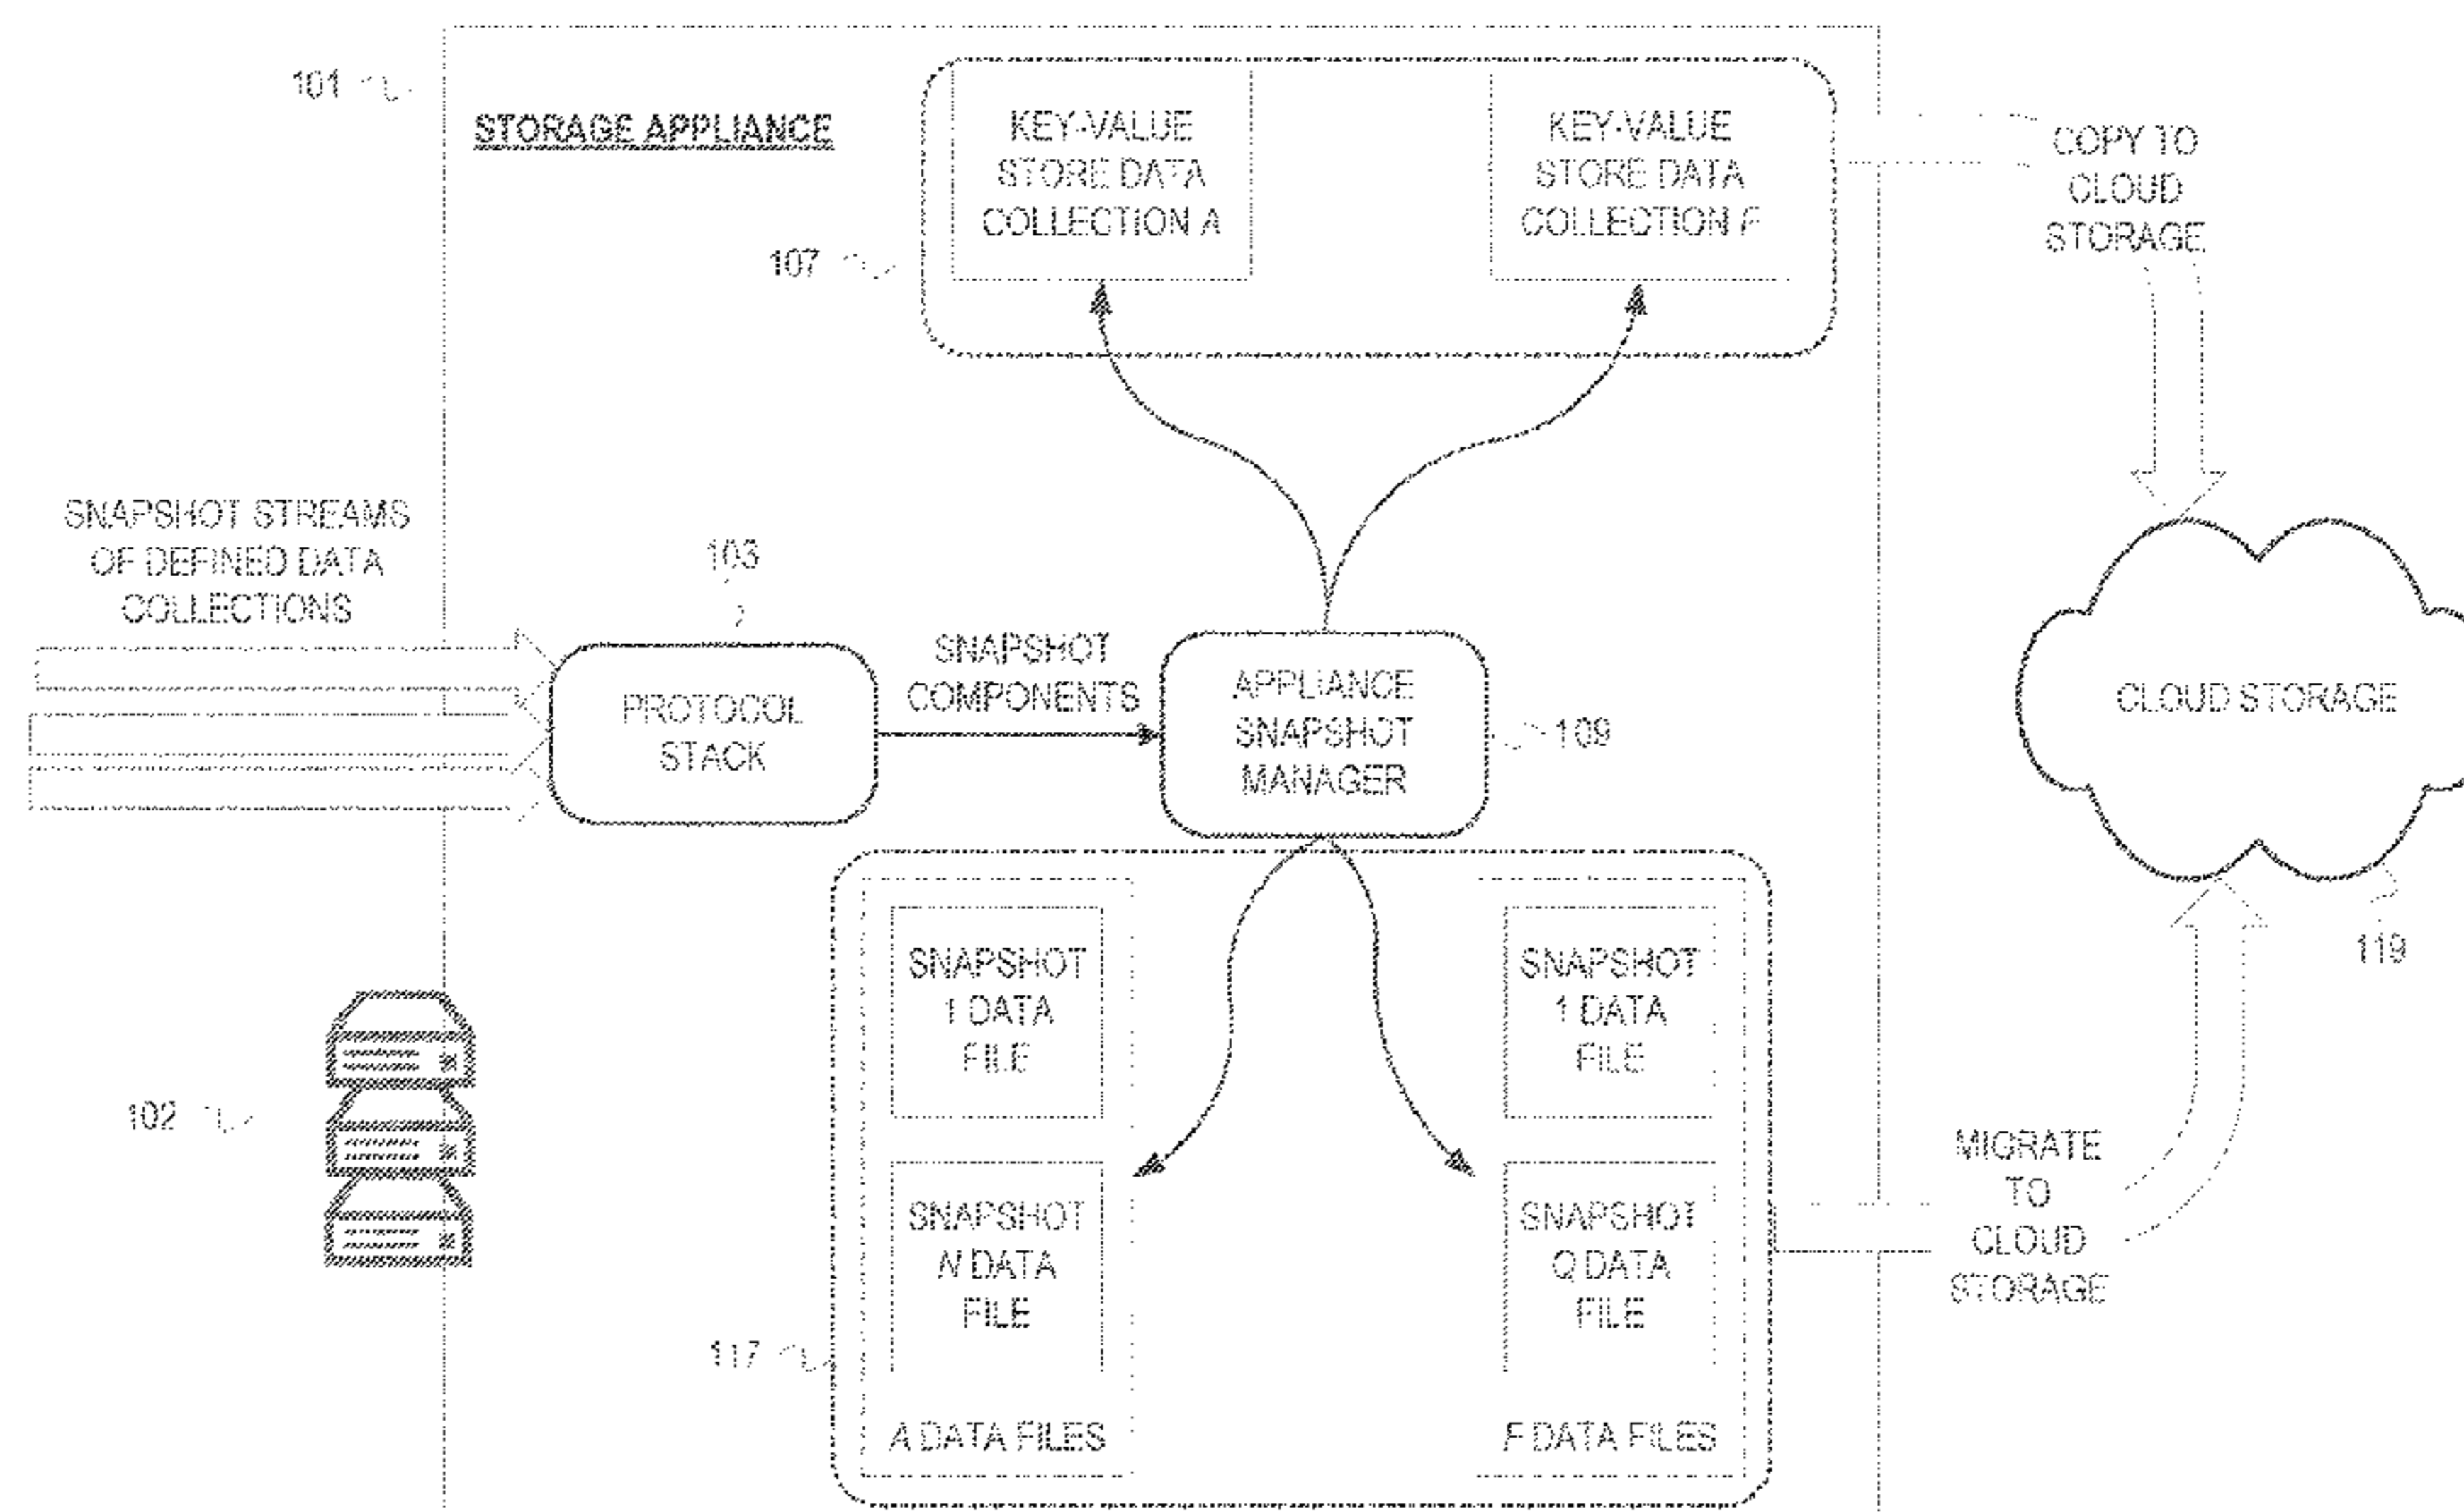 101
STORAGE APPLIANCE
KEY-VALUE
STORE DATA
COLLECTION A
KEY-VALUE
STORE DATA
COLLECTION F
107
COPY TO
CLOUD
STORAGE
SNAPSHOT STREAMS
OF DEFINED DATA
COLLECTIONS
103
PROTOCOL
STACK
SNAPSHOT
COMPONENTS
APPLIANCE
SNAPSHOT
MANAGER
109
CLOUD STORAGE
119
102
SNAPSHOT
1 DATA
FILE
SNAPSHOT
N DATA
FILE
A DATA FILES
SNAPSHOT
1 DATA
FILE
SNAPSHOT
Q DATA
FILE
F DATA FILES
117
MIGRATE
TO
CLOUD
STORAGE